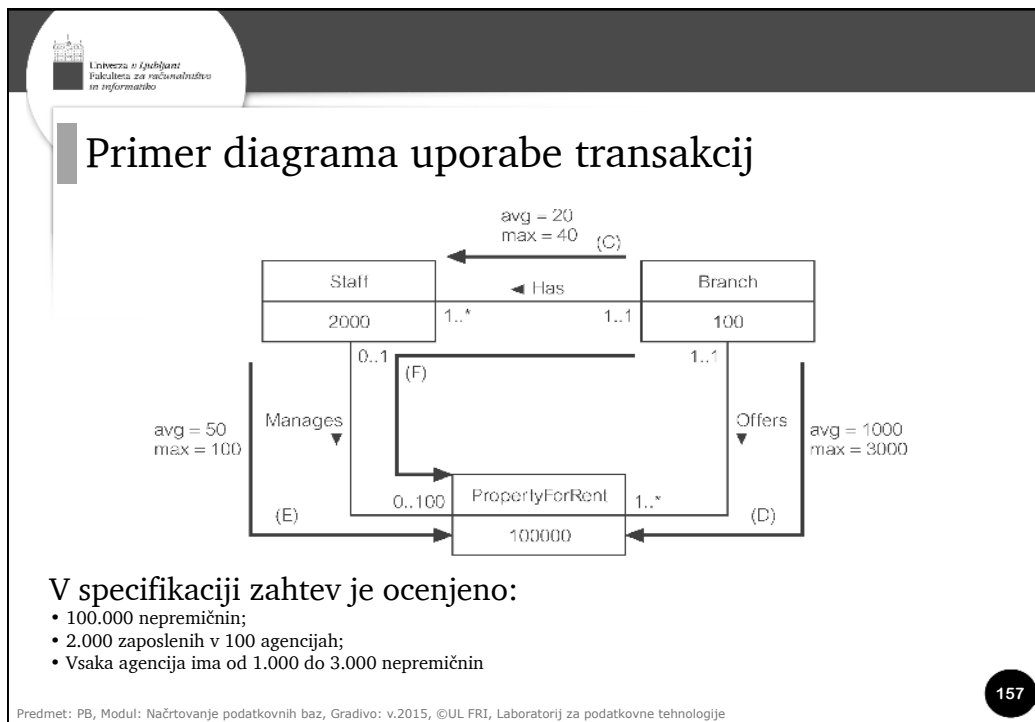 Univerza v Ljubljani
Fakulteta za računalništvo
in informatiko
Primer diagrama uporabe transakcij
avg = 20
max = 40 (C)
Staff
◄ Has
Branch
2000
1..*
1..1
100
0..1
(F)
1..1
Manages
▼
Offers
▼
avg = 50
max = 100
avg = 1000
max = 3000
0..100
PropertyForRent
1..*
(E)
100000
(D)
V specifikaciji zahtev je ocenjeno:
• 100.000 nepremičnin;
• 2.000 zaposlenih v 100 agencijah;
• Vsaka agencija ima od 1.000 do 3.000 nepremičnin
157
Predmet: PB, Modul: Načrtovanje podatkovnih baz, Gradivo: v.2015, ©UL FRI, Laboratorij za podatkovne tehnologije